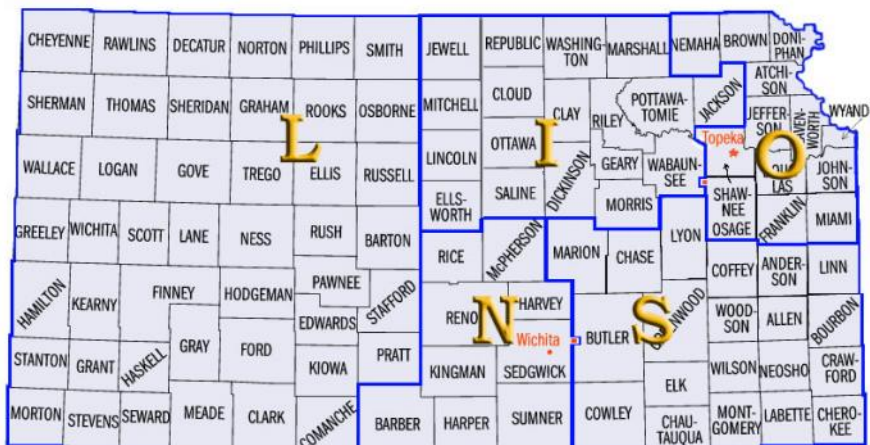 CHEYENNE
RAWLINS
DECATUR
NORTON
PHILLIPS
SMITH
JEWELL
REPUBLIC
WASHING-
TON
MARSHALL
NEMAHA
BROWN
DONI-
PHAN
ATCHI-
SON
SHERMAN
THOMAS
SHERIDAN
GRAHAM
ROOKS
OSBORNE
MITCHELL
CLOUD
CLAY
RILEY
POTTAWA-
TOMIE
JACKSON
JEFFER-
SON
WORTH
WYAND
L
I
O
OTTAWA
Topeka
WALLACE
LOGAN
GOVE
TREGO
ELLIS
RUSSELL
LINCOLN
GEARY
WABAUN-
SEE
LAS
JOHN-
SON
ELLS-
WORTH
SALINE
DICKINSON
MORRIS
SHAW-
NEE
OSAGE
FRANKLIN
MIAMI
GREELEY
WICHITA
SCOTT
LANE
NESS
RUSH
BARTON
RICE
McPHERSON
MARION
CHASE
LYON
COFFEY
ANDER-
SON
LINN
HAMILTON
KEARNY
FINNEY
HODGEMAN
PAWNEE
STAFFORD
EDWARDS
RENO
N
HARVEY
S
Wichita
BUTLER
WOOD-
SON
ALLEN
BOURBON
STANTON
GRANT
HASKELL
GRAY
FORD
KIOWA
PRATT
KINGMAN
SEDGWICK
ELK
WILSON
NEOSHO
CRAW-
FORD
MORTON
STEVENS
SEWARD
MEADE
CLARK
COMANCHE
BARBER
HARPER
SUMNER
COWLEY
CHAU-
TAUQUA
MONT-
GOMERY
LABETTE
CHERO-
KEE